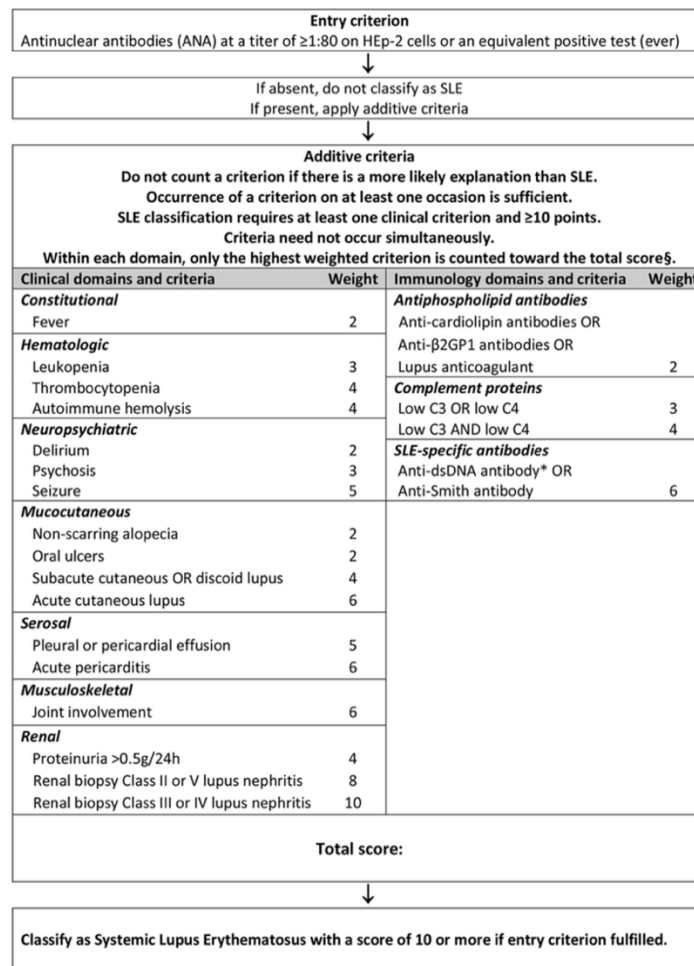 Entry criterion
Antinuclear antibodies (ANA) at a titer of ≥1:80 on HEp-2 cells or an equivalent positive test (ever)
↓
If absent, do not classify as SLE
If present, apply additive criteria
↓
Additive criteria
Do not count a criterion if there is a more likely explanation than SLE.
Occurrence of a criterion on at least one occasion is sufficient.
SLE classification requires at least one clinical criterion and ≥10 points.
Criteria need not occur simultaneously.
Within each domain, only the highest weighted criterion is counted toward the total score§.
Clinical domains and criteria Weight Immunology domains and criteria Weight
Constitutional Antiphospholipid antibodies
Fever 2 Anti-cardiolipin antibodies OR
Hematologic Anti-β2GP1 antibodies OR
Leukopenia 3 Lupus anticoagulant 2
Thrombocytopenia 4 Complement proteins
Autoimmune hemolysis 4 Low C3 OR low C4 3
Neuropsychiatric Low C3 AND low C4 4
Delirium 2 SLE-specific antibodies
Psychosis 3 Anti-dsDNA antibody* OR
Seizure 5 Anti-Smith antibody 6
Mucocutaneous
Non-scarring alopecia 2
Oral ulcers 2
Subacute cutaneous OR discoid lupus 4
Acute cutaneous lupus 6
Serosal
Pleural or pericardial effusion 5
Acute pericarditis 6
Musculoskeletal
Joint involvement 6
Renal
Proteinuria >0.5g/24h 4
Renal biopsy Class II or V lupus nephritis 8
Renal biopsy Class III or IV lupus nephritis 10
Total score:
↓
Classify as Systemic Lupus Erythematosus with a score of 10 or more if entry criterion fulfilled.